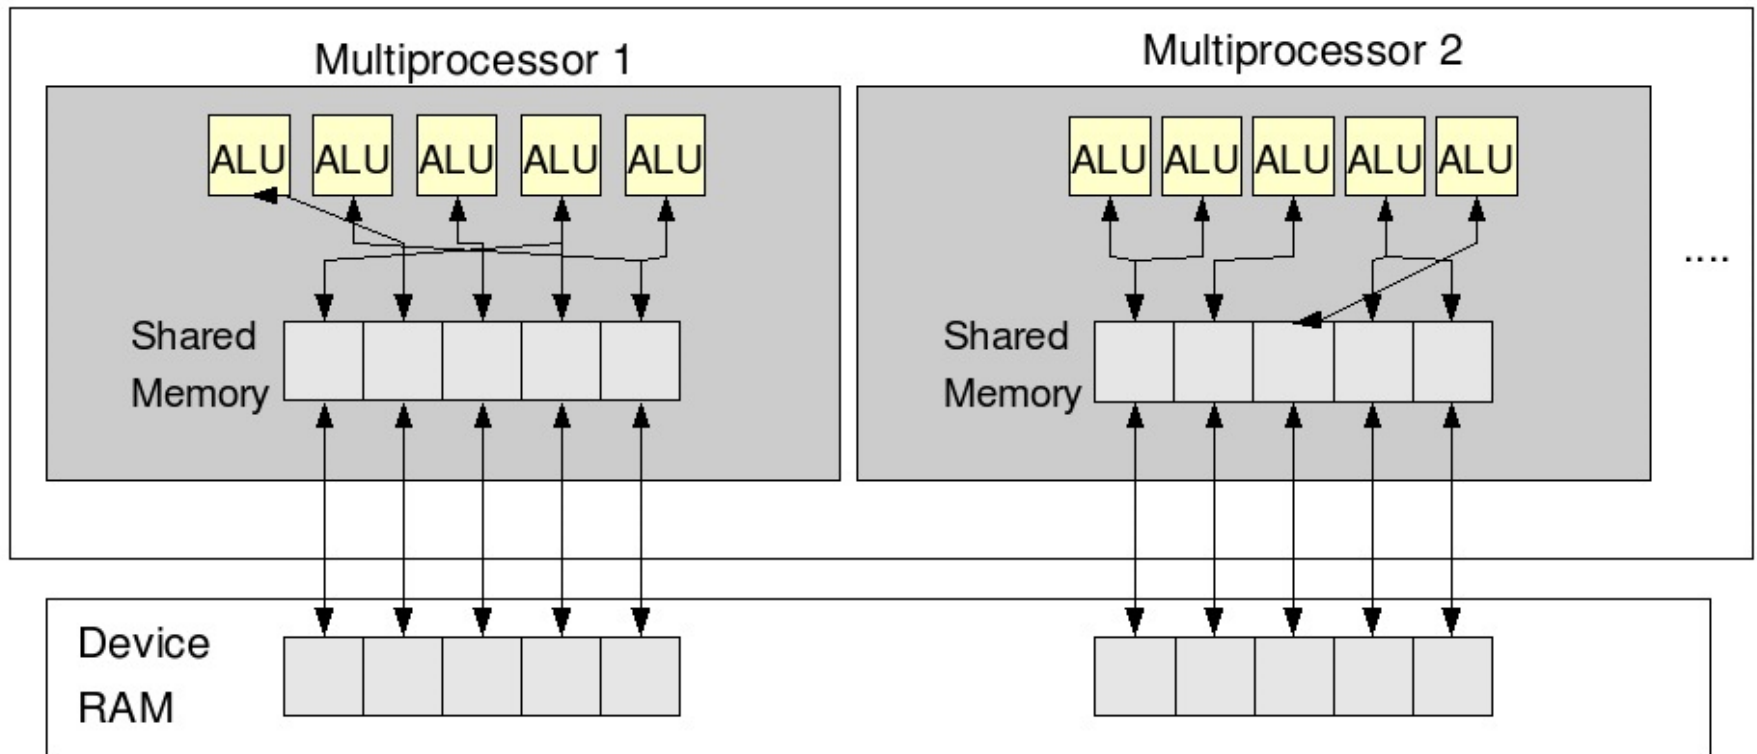 Multiprocessor 1
Multiprocessor 2
ALU ALU ALU ALU ALU
ALU ALU ALU ALU ALU
....
Shared
Memory
Shared
Memory
Device
RAM